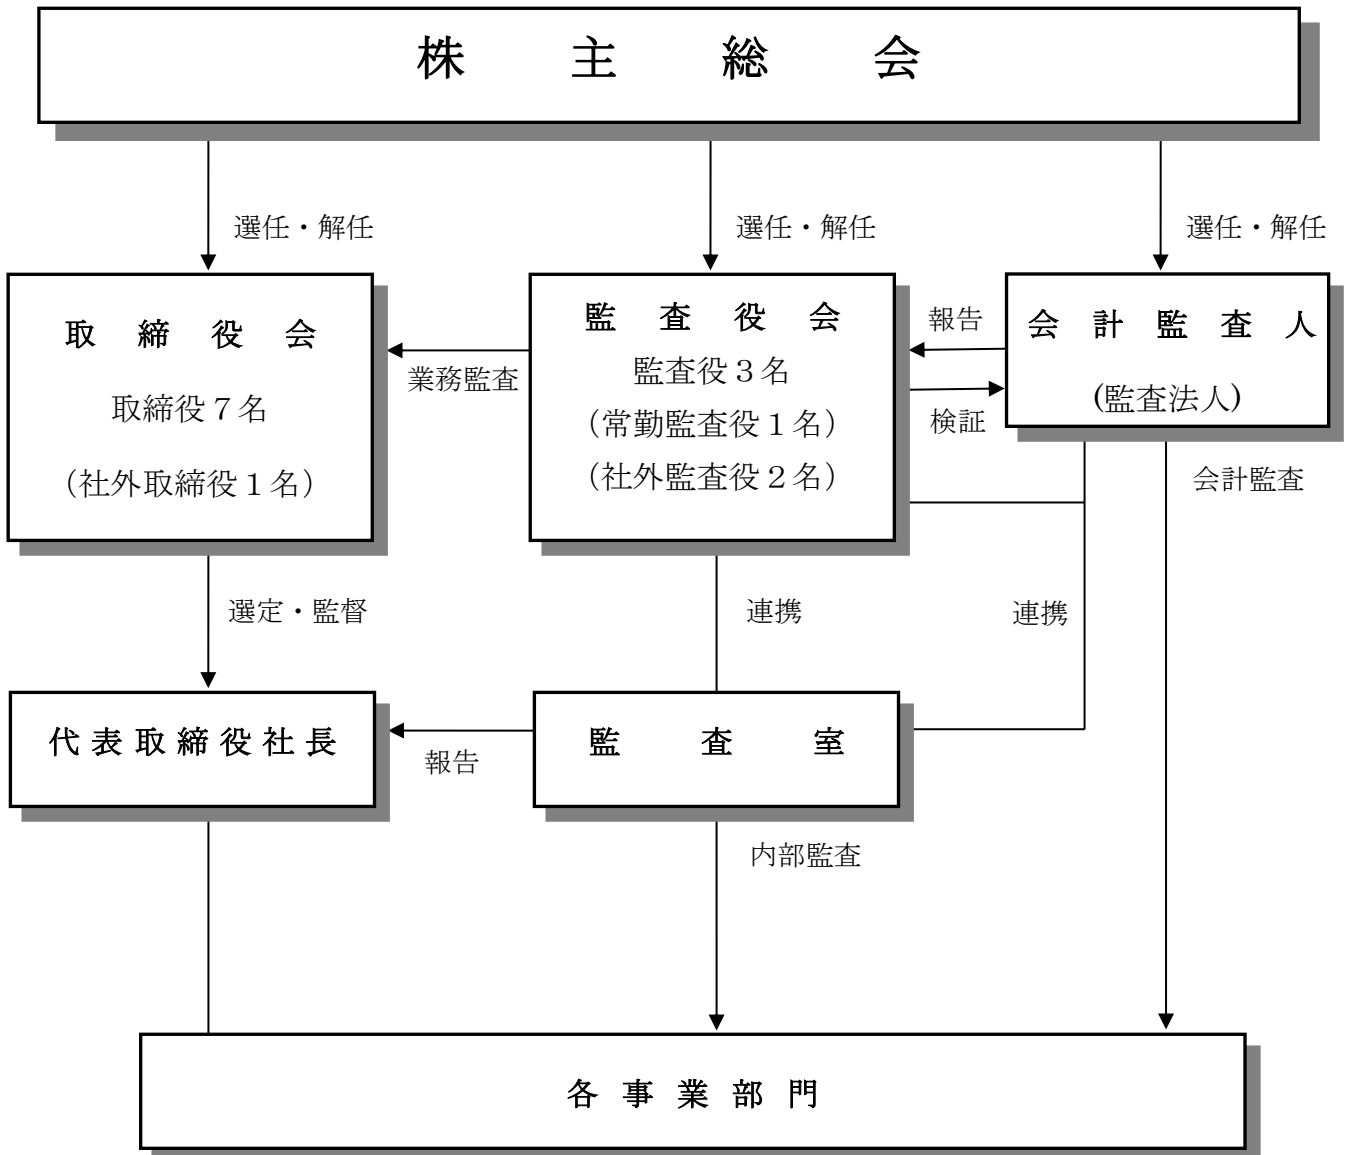 株主総会
選任・解任
選任・解任
選任・解任
取締役会
取締役７名
（社外取締役１名）
業務監査
監査役会
監査役３名
（常勤監査役１名）
（社外監査役２名）
報告
検証
会計監査人
(監査法人)
会計監査
選定・監督
連携
連携
代表取締役社長
報告
監査室
内部監査
各事業部門